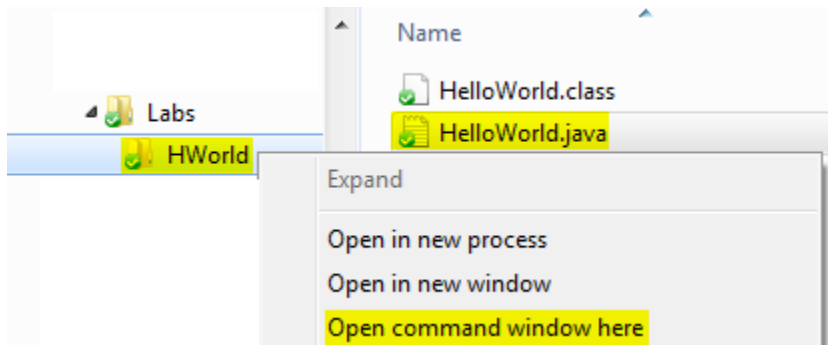 Name
HelloWorld.class
Labs
HelloWorld.java
HWorld
Expand
Open in new process
Open in new window
Open command window here